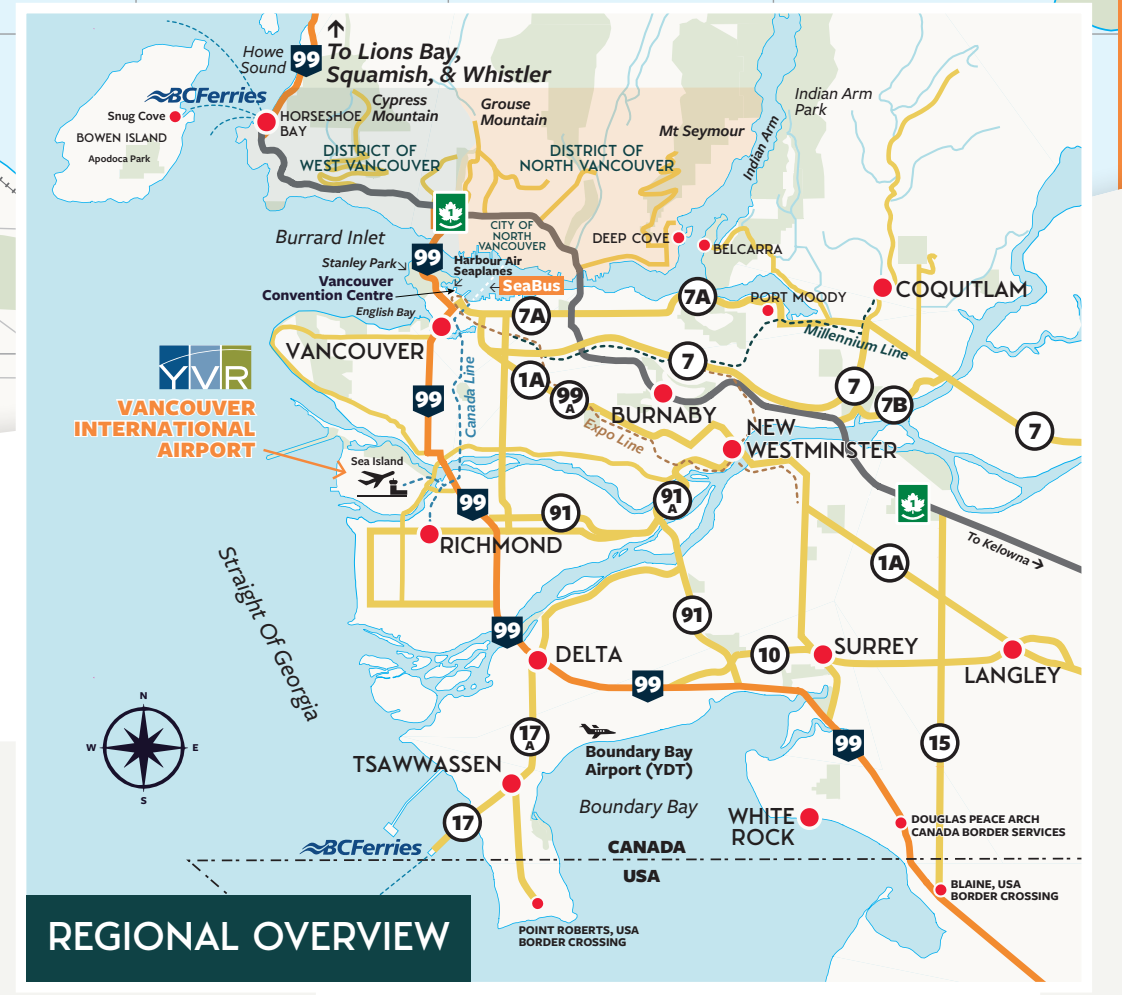 ↑
99
To Lions Bay,
Squamish, & Whistler
Howe
Sound
BCFerries
Snug Cove
BOWEN ISLAND
Apodoca Park
HORSESHOE
BAY
Cypress
Mountain
Grouse
Mountain
Mt Seymour
Indian Arm
Indian Arm
Park
DISTRICT OF
WEST VANCOUVER
DISTRICT OF
NORTH VANCOUVER
1
CITY OF
NORTH
VANCOUVER
DEEP COVE
BELCARRA
Burrard Inlet
Stanley Park
99
Harbour Air
Seaplanes
Vancouver
Convention Centre
SeaBus
English Bay
7A
7A
PORT MOODY
COQUITLAM
Millennium Line
VANCOUVER
YVR
VANCOUVER
INTERNATIONAL
AIRPORT
99
Canada Line
1A
99
A
7
BURNABY
7
7B
7
Expo Line
NEW
WESTMINSTER
Sea Island
99
91
91
A
1
To Kelowna
RICHMOND
1A
Straight Of Georgia
99
91
DELTA
10
SURREY
LANGLEY
99
N
W
E
S
17
A
Boundary Bay
Airport (YDT)
99
15
TSAWWASSEN
Boundary Bay
17
WHITE
ROCK
DOUGLAS PEACE ARCH
CANADA BORDER SERVICES
BCFerries
CANADA
USA
BLAINE, USA
BORDER CROSSING
POINT ROBERTS, USA
BORDER CROSSING
REGIONAL OVERVIEW